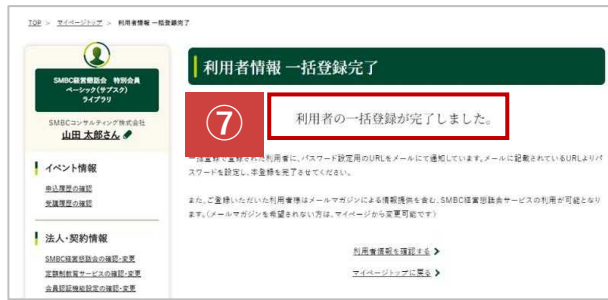 TOP > マイページトップ > 利用者情報 一括登録完了
SMBC経営懇話会 特別会員
ベーシック(サブスク)
ライブラリ
SMBCコンサルティング株式会社
山田 太郎さん
イベント情報
申込履歴の確認
受講履歴の確認
法人・契約情報
SMBC経営懇話会の確認・変更
定額制教育サービスの確認・変更
会員認証機能設定の確認・変更
利用者情報 一括登録完了
⑦
利用者の一括登録が完了しました。
一括登録で登録された利用者に、パスワード設定用のURLをメールにて通知しています。メールに記載されているURLよりパ
スワードを設定し、本登録を完了させてください。
また、ご登録いただいた利用者様はメールマガジンによる情報提供を含む、SMBC経営懇話会サービスの利用が可能となり
ます。(メールマガジンを希望されない方は、マイページから変更可能です)
利用者情報を確認する
マイページトップに戻る